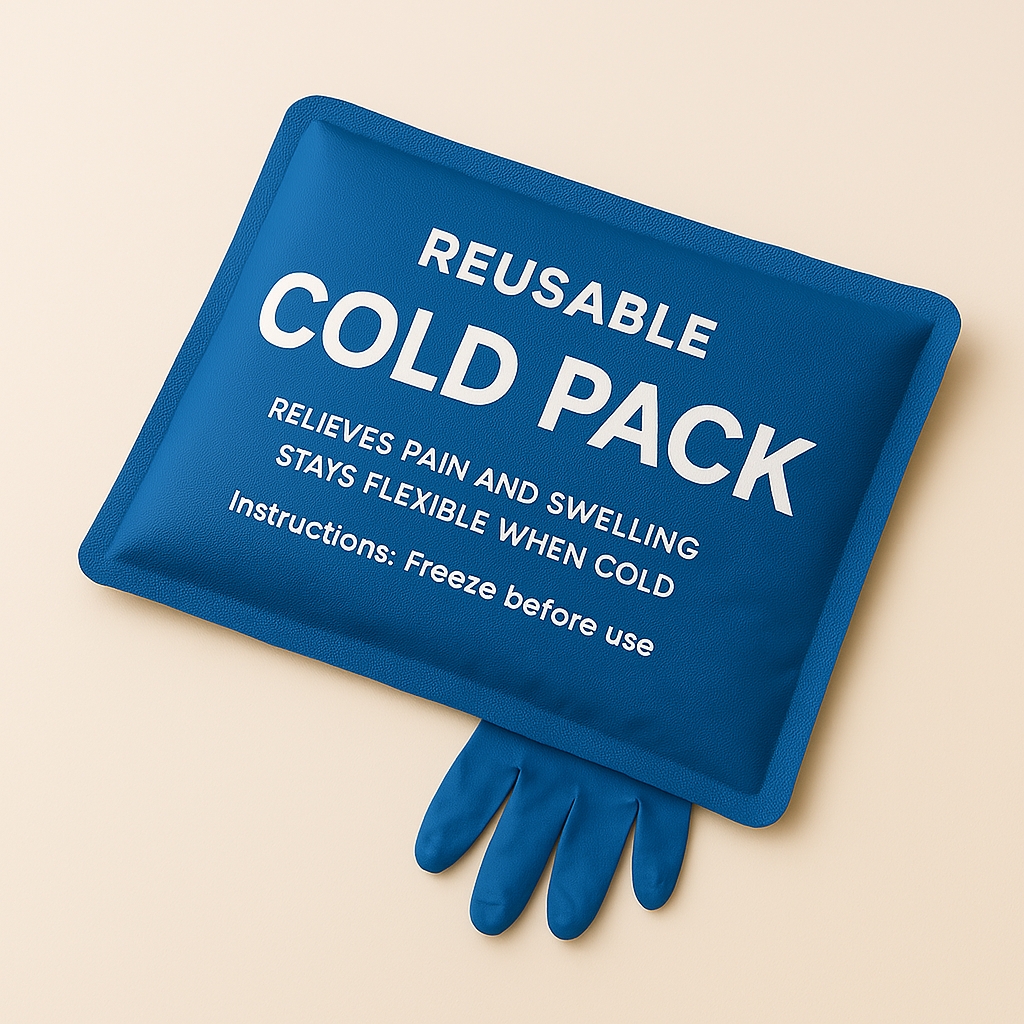 REUSABLE
COLD PACK
RELIEVES PAIN AND SWELLING
STAYS FLEXIBLE WHEN COLD
Instructions: Freeze before use